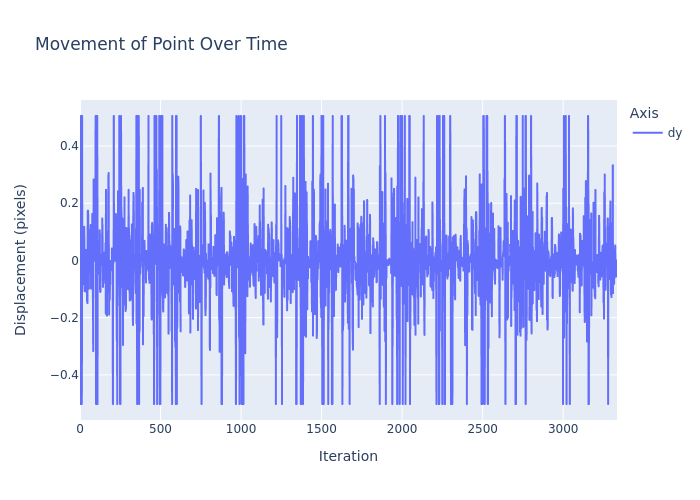 Movement of Point Over Time
Axis
dy
0.4
0.2
0
−0.2
−0.4
Displacement (pixels)
0 500 1000 1500 2000 2500 3000
Iteration